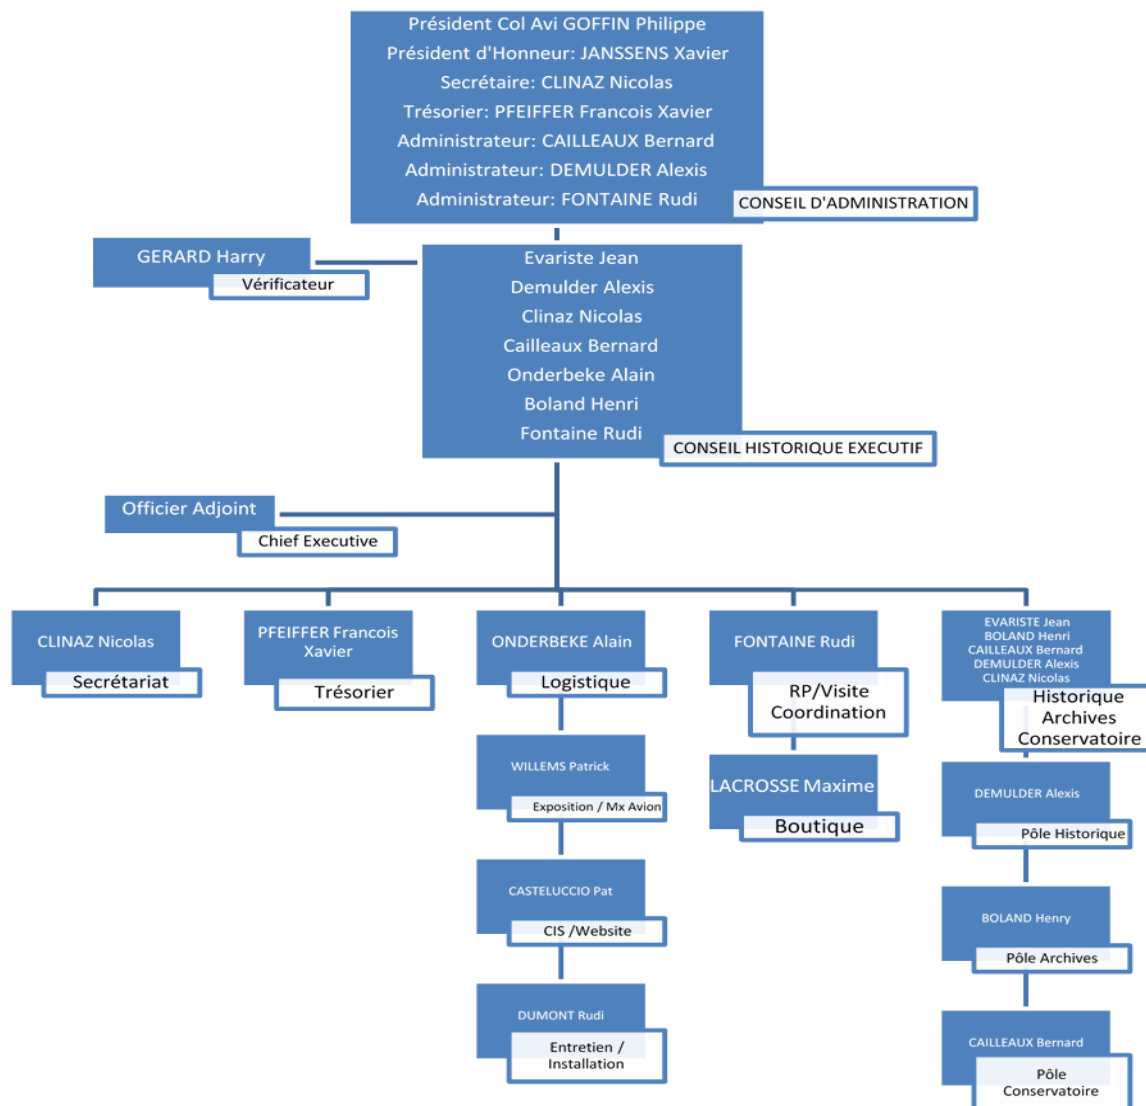 Président Col Avi GOFFIN Philippe
Président d'Honneur: JANSSENS Xavier
Secrétaire: CLINAZ Nicolas
Trésorier: PFEIFFER Francois Xavier
Administrateur: CAILLEAUX Bernard
Administrateur: DEMULDER Alexis
Administrateur: FONTAINE Rudi
CONSEIL D'ADMINISTRATION
GERARD Harry
Vérificateur
Evariste Jean
Demulder Alexis
Clinaz Nicolas
Cailleaux Bernard
Onderbeke Alain
Boland Henri
Fontaine Rudi
CONSEIL HISTORIQUE EXECUTIF
Officier Adjoint
Chief Executive
CLINAZ Nicolas
Secrétariat
PFEIFFER Francois
Xavier
Trésorier
ONDERBEKE Alain
Logistique
WILLEMS Patrick
Exposition / Mx Avion
CASTELUCCIO Pat
CIS /Website
DUMONT Rudi
Entretien /
Installation
FONTAINE Rudi
RP/Visite
Coordination
LACROSSE Maxime
Boutique
EVARISTE Jean
BOLAND Henri
CAILLEAUX Bernard
DEMULDER Alexis
CLINAZ Nicolas
Historique
Archives
Conservatoire
DEMULDER Alexis
Pôle Historique
BOLAND Henry
Pôle Archives
CAILLEAUX Bernard
Pôle
Conservatoire